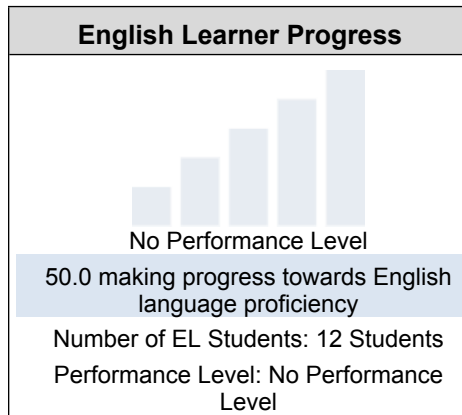 English Learner Progress
No Performance Level
50.0 making progress towards English
language proficiency
Number of EL Students: 12 Students
Performance Level: No Performance
Level